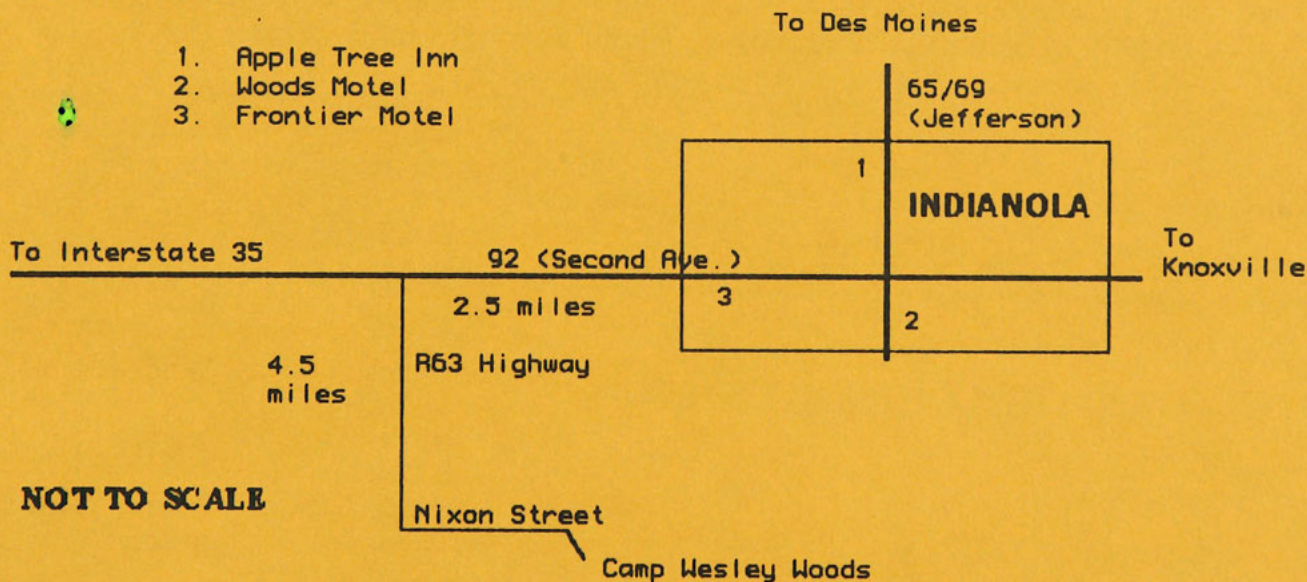 To Des Moines
1. Apple Tree Inn
2. Woods Motel
3. Frontier Motel
65/69
(Jefferson)
1
INDIANOLA
To Interstate 35
92 (Second Ave.)
To
Knoxville
2.5 miles
3
2
4.5
miles
R63 Highway
NOT TO SCALE
Nixon Street
Camp Wesley Woods